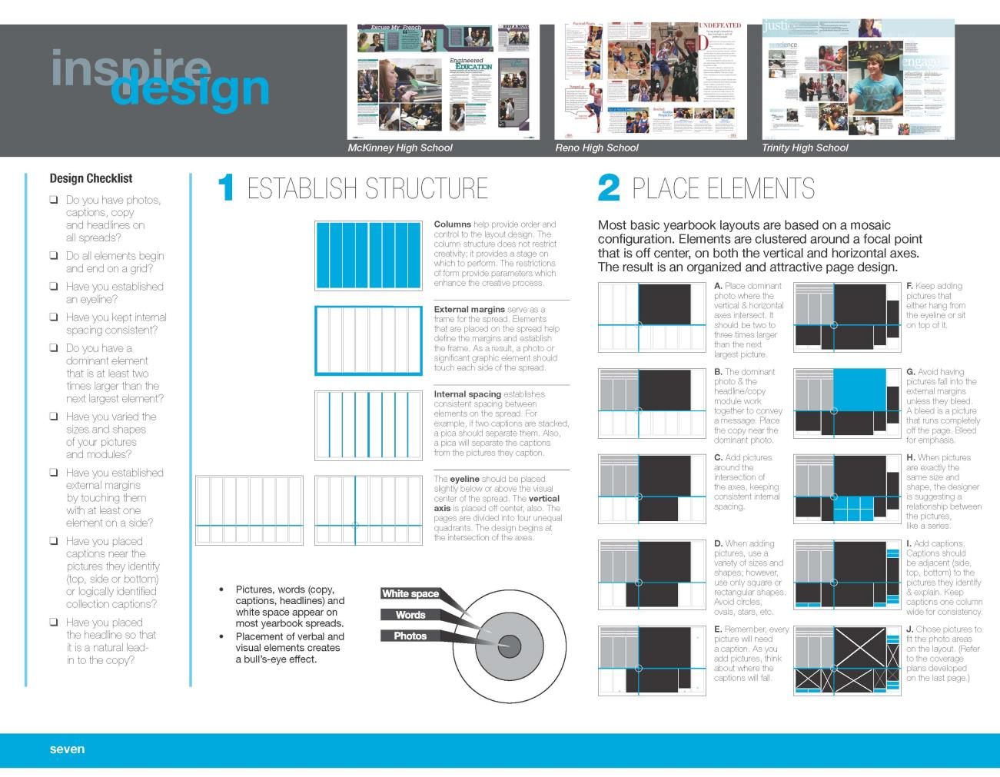 inspire
design
Excuse My French
BUST A MOVE
Engineered
EDUCATION
McKinney High School
UNDEFEATED
Reno High School
justice
science
engage
Trinity High School
Design Checklist
❏ Do you have photos,
captions, copy
and headlines on
all spreads?
❏ Do all elements begin
and end on a grid?
❏ Have you established
an eyeline?
❏ Have you kept internal
spacing consistent?
❏ Do you have a
dominant element
that is at least two
times larger than the
next largest element?
❏ Have you varied the
sizes and shapes
of your pictures
and modules?
❏ Have you established
external margins
by touching them
with at least one
element on a side?
❏ Have you placed
captions near the
pictures they identify
(top, side or bottom)
or logically identified
collection captions?
❏ Have you placed
the headline so that
it is a natural lead-
in to the copy?
1 ESTABLISH STRUCTURE
Columns help provide order and
control to the layout design. The
column structure does not restrict
creativity; it provides a stage on
which to perform. The restrictions
of form provide parameters which
enhance the creative process.
External margins serve as a
frame for the spread. Elements
that are placed on the spread help
define the margins and establish
the frame. As a result, a photo or
significant graphic element should
touch each side of the spread.
Internal spacing establishes
consistent spacing between
elements on the spread. For
example, if two captions are stacked,
a pica should separate them. Also,
a pica will separate the captions
from the pictures they caption.
The eyeline should be placed
slightly below or above the visual
center of the spread. The vertical
axis is placed off center, also. The
pages are divided into four unequal
quadrants. The design begins at
the intersection of the axes.
• Pictures, words (copy,
captions, headlines) and
white space appear on
most yearbook spreads.
• Placement of verbal and
visual elements creates
a bull's-eye effect.
White space
Words
Photos
2 PLACE ELEMENTS
Most basic yearbook layouts are based on a mosaic
configuration. Elements are clustered around a focal point
that is off center, on both the vertical and horizontal axes.
The result is an organized and attractive page design.
A. Place dominant
photo where the
vertical & horizontal
axes intersect. It
should be two to
three times larger
than the next
largest picture.
B. The dominant
photo & the
headline/copy
module work
together to convey
a message. Place
the copy near the
dominant photo.
C. Add pictures
around the
intersection of
the axes, keeping
consistent internal
spacing.
D. When adding
pictures, use a
variety of sizes and
shapes; however,
use only square or
rectangular shapes.
Avoid circles,
ovals, stars, etc.
E. Remember, every
picture will need
a caption. As you
add pictures, think
about where the
captions will fall.
F. Keep adding
pictures that
either hang from
the eyeline or sit
on top of it.
G. Avoid having
pictures fall into the
external margins
unless they bleed.
A bleed is a picture
that runs completely
off the page. Bleed
for emphasis.
H. When pictures
are exactly the
same size and
shape, the designer
is suggesting a
relationship between
the pictures,
like a series.
I. Add captions.
Captions should
be adjacent (side,
top, bottom) to the
pictures they identify
& explain. Keep
captions one column
wide for consistency.
J. Chose pictures to
fit the photo areas
on the layout. (Refer
to the coverage
plans developed
on the last page.)
seven